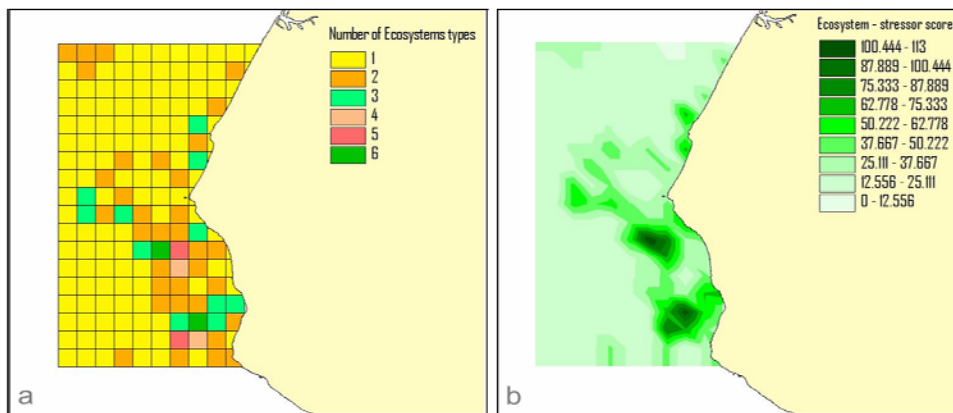 Number of Ecosystems types
1
2
3
4
5
6
a
Ecosystem - stressor score
100.444 - 113
87.889 - 100.444
75.333 - 87.889
62.778 - 75.333
50.222 - 62.778
37.667 - 50.222
25.111 - 37.667
12.556 - 25.111
0 - 12.556
b